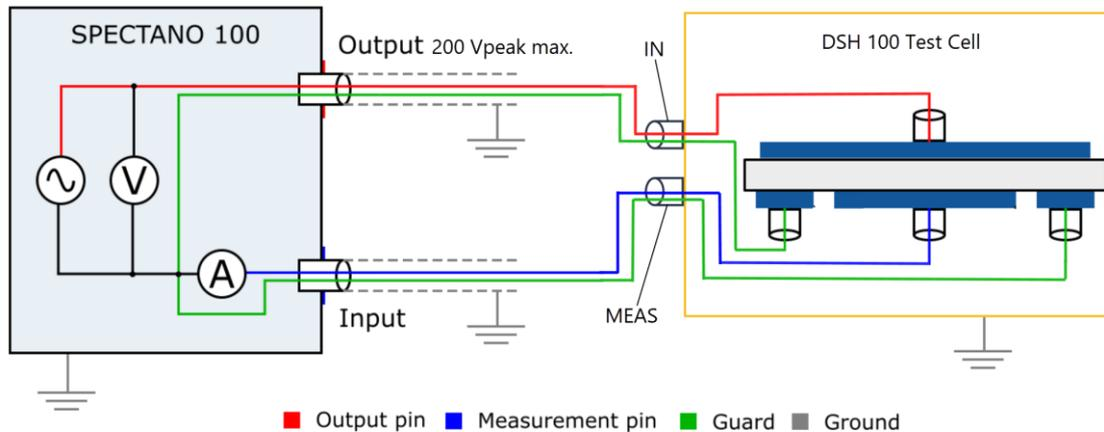 SPECTANO 100
Output 200 Vpeak max.
IN
DSH 100 Test Cell
V
A
Input
MEAS
Output pin
Measurement pin
Guard
Ground